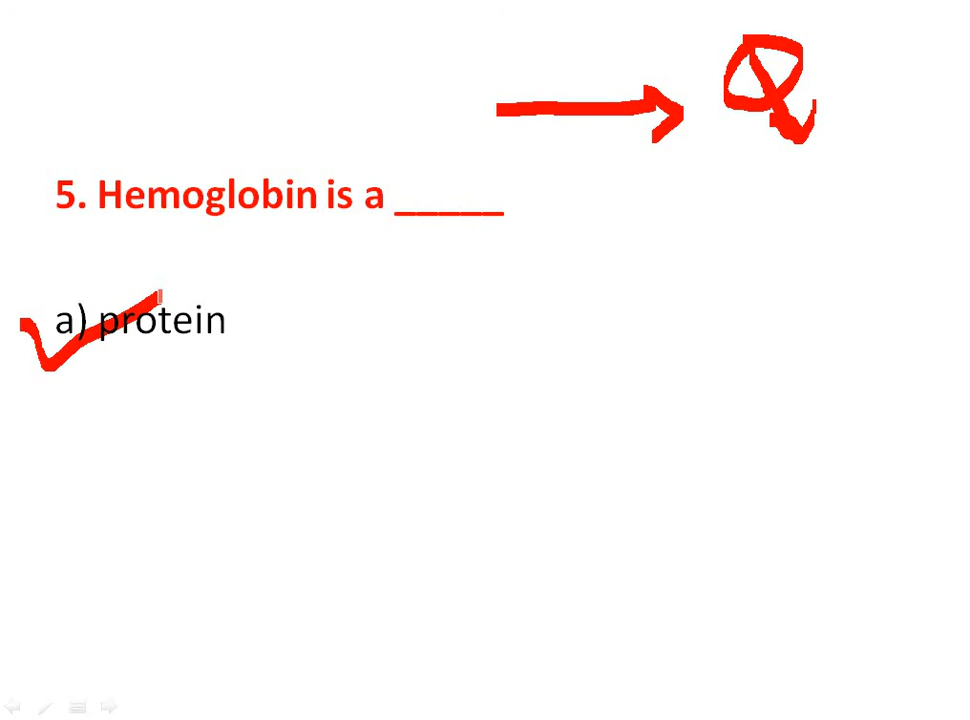 5. Hemoglobin is a _____
a) protein